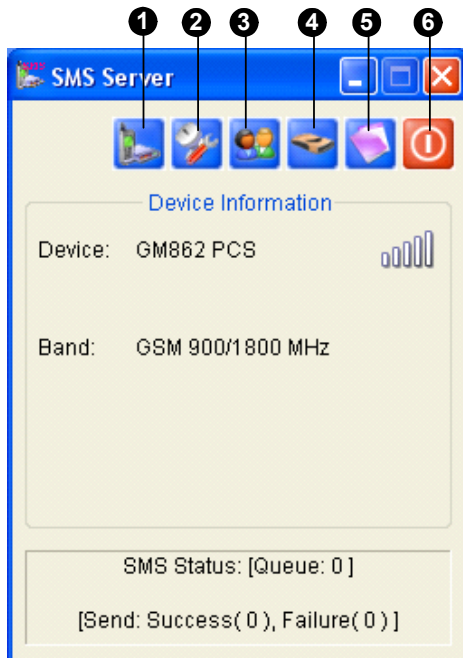 1 2 3 4 5 6
SMS Server
Device Information
Device: GM862 PCS
Band: GSM 900/1800 MHz
SMS Status: [Queue: 0 ]
[Send: Success( 0 ), Failure( 0 ) ]